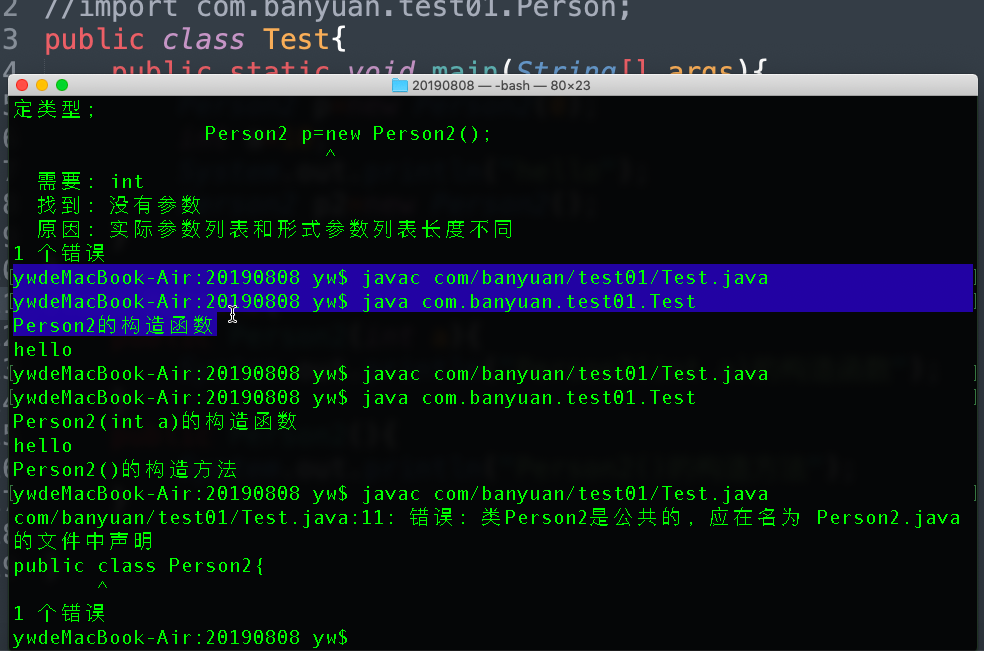 2 //import com.banyuan.test01.Person;
3 public class Test{
4 public static void main(String[] args){
20190808 — -bash — 80×23
定类型;
Person2 p=new Person2();
^
需要: int
找到: 没有参数
原因: 实际参数列表和形式参数列表长度不同
1 个错误
[ywdeMacBook-Air:20190808 yw$ javac com/banyuan/test01/Test.java ]
[ywdeMacBook-Air:20190808 yw$ java com.banyuan.test01.Test ]
Person2的构造函数
hello
[ywdeMacBook-Air:20190808 yw$ javac com/banyuan/test01/Test.java ]
[ywdeMacBook-Air:20190808 yw$ java com.banyuan.test01.Test ]
Person2(int a)的构造函数
hello
Person2()的构造方法
[ywdeMacBook-Air:20190808 yw$ javac com/banyuan/test01/Test.java ]
com/banyuan/test01/Test.java:11: 错误: 类Person2是公共的, 应在名为 Person2.java
的文件中声明
public class Person2{
^
1 个错误
ywdeMacBook-Air:20190808 yw$